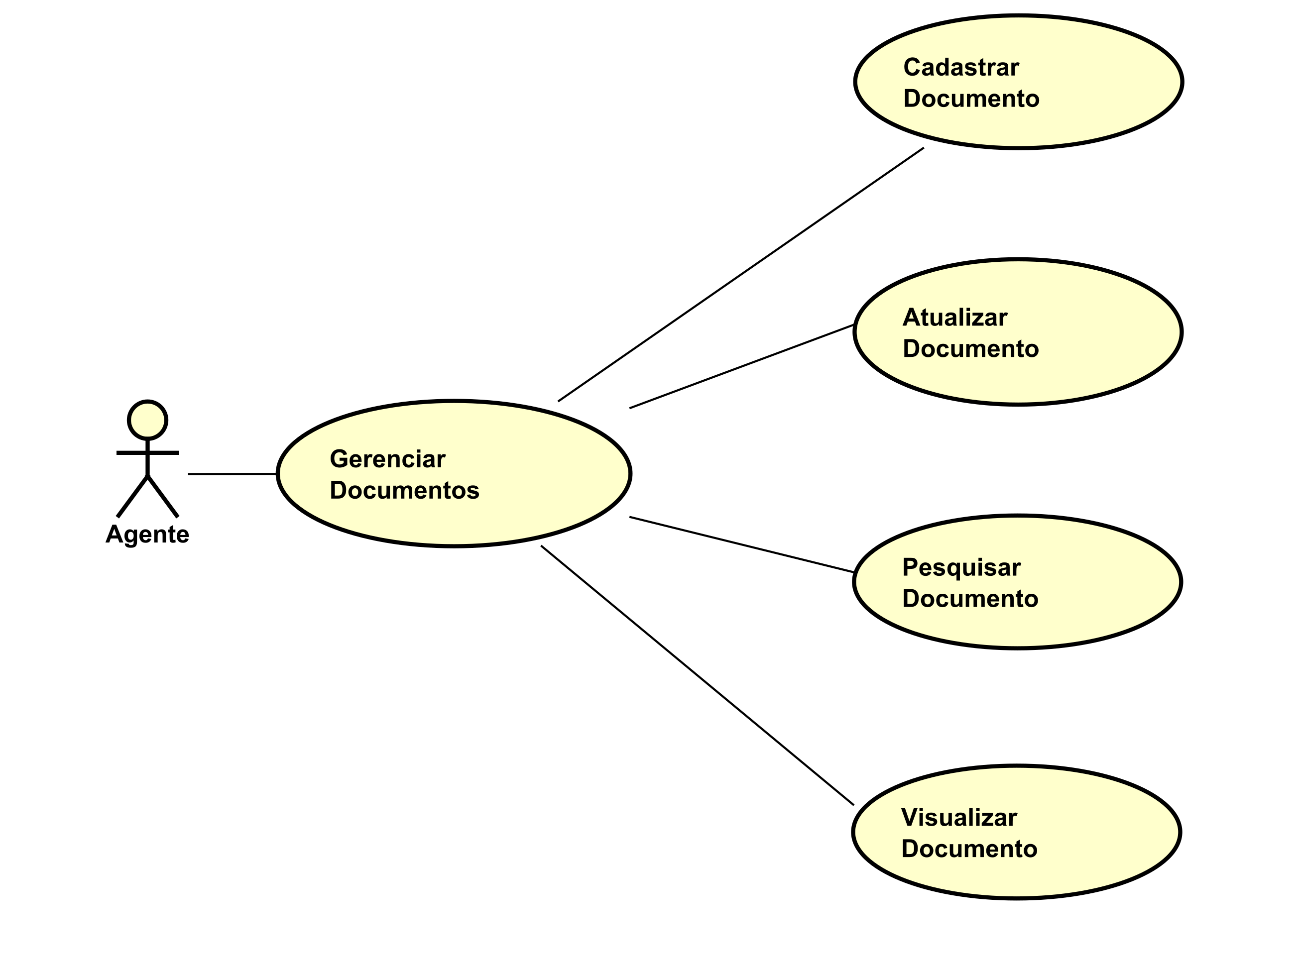 Cadastrar
Documento
Atualizar
Documento
Gerenciar
Documentos
Agente
Pesquisar
Documento
Visualizar
Documento